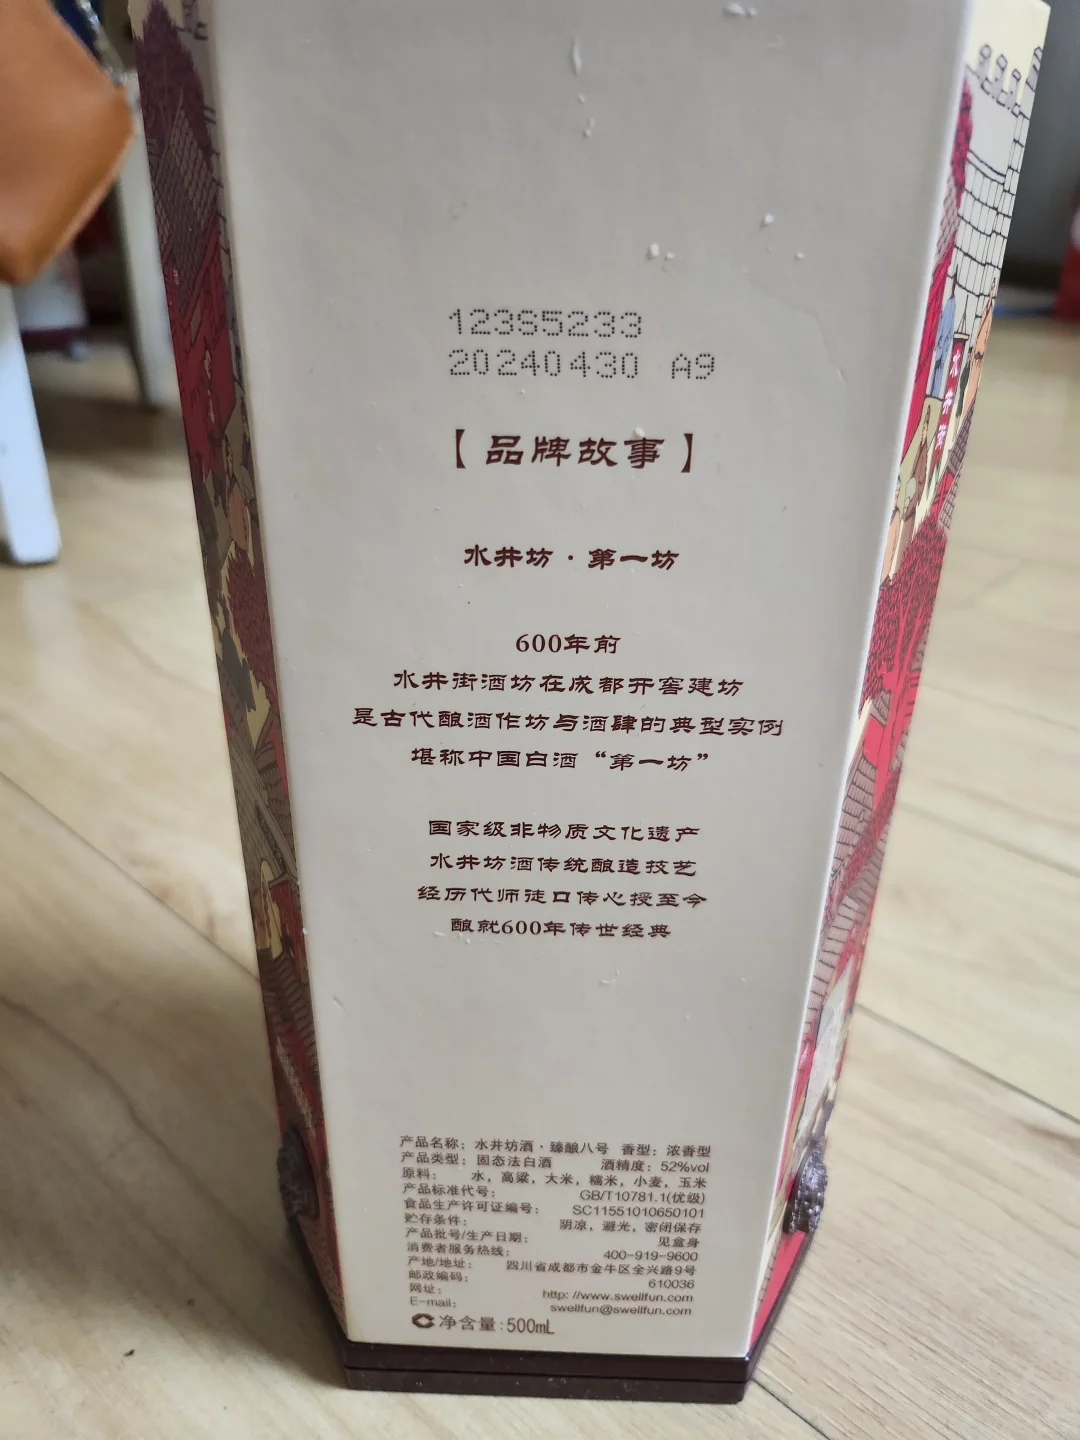 12365233
20240430 A9
【品牌故事】
水井坊·第一坊
600年前
水井街酒坊在成都开窖建坊
是古代酿酒作坊与酒肆的典型实例
堪称中国白酒“第一坊”
国家级非物质文化遗产
水井坊酒传统酿造技艺
经历代师徒口传心授至今
酿就600年传世经典
产品名称：水井坊酒·臻酿八号 香型：浓香型
产品类型：固态法白酒 酒精度：52%vol
原料： 水，高粱，大米，糯米，小麦，玉米
产品标准代号： GB/T10781.1(优级)
食品生产许可证编号： SC11551010650101
贮存条件： 阴凉，避光，密闭保存
产品批号/生产日期： 见盒身
消费者服务热线： 400-919-9600
产地/地址： 四川省成都市金牛区全兴路9号
邮政编码： 610036
网址： http: //www.swellfun.com
E-mail: swellfun@swellfun.com
净含量:500mL
水井坊